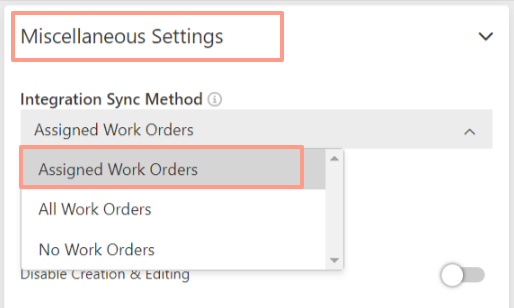 Miscellaneous Settings
Integration Sync Method
Assigned Work Orders
Assigned Work Orders
All Work Orders
No Work Orders
Disable Creation & Editing